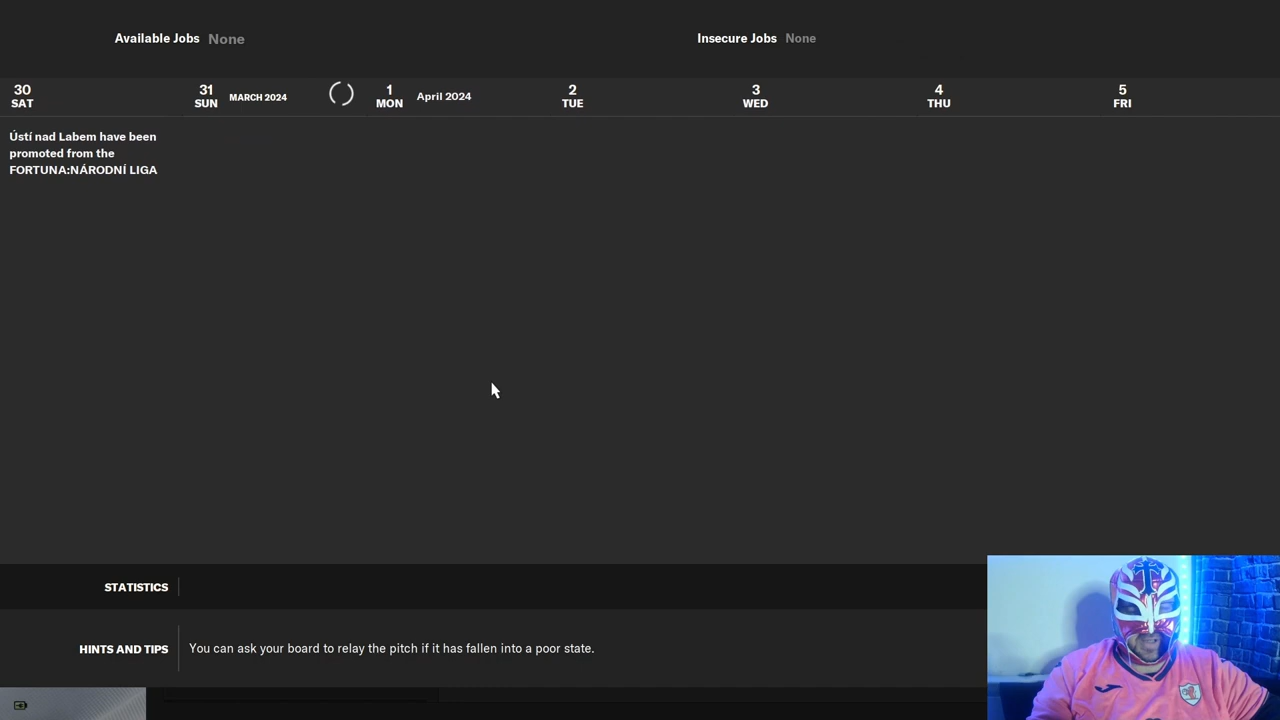 Available Jobs None
Insecure Jobs None
30
SAT
31
SUN
MARCH 2024
1
MON
April 2024
2
TUE
3
WED
4
THU
5
FRI
Ústí nad Labem have been
promoted from the
FORTUNA:NÁRODNÍ LIGA
STATISTICS
HINTS AND TIPS
You can ask your board to relay the pitch if it has fallen into a poor state.